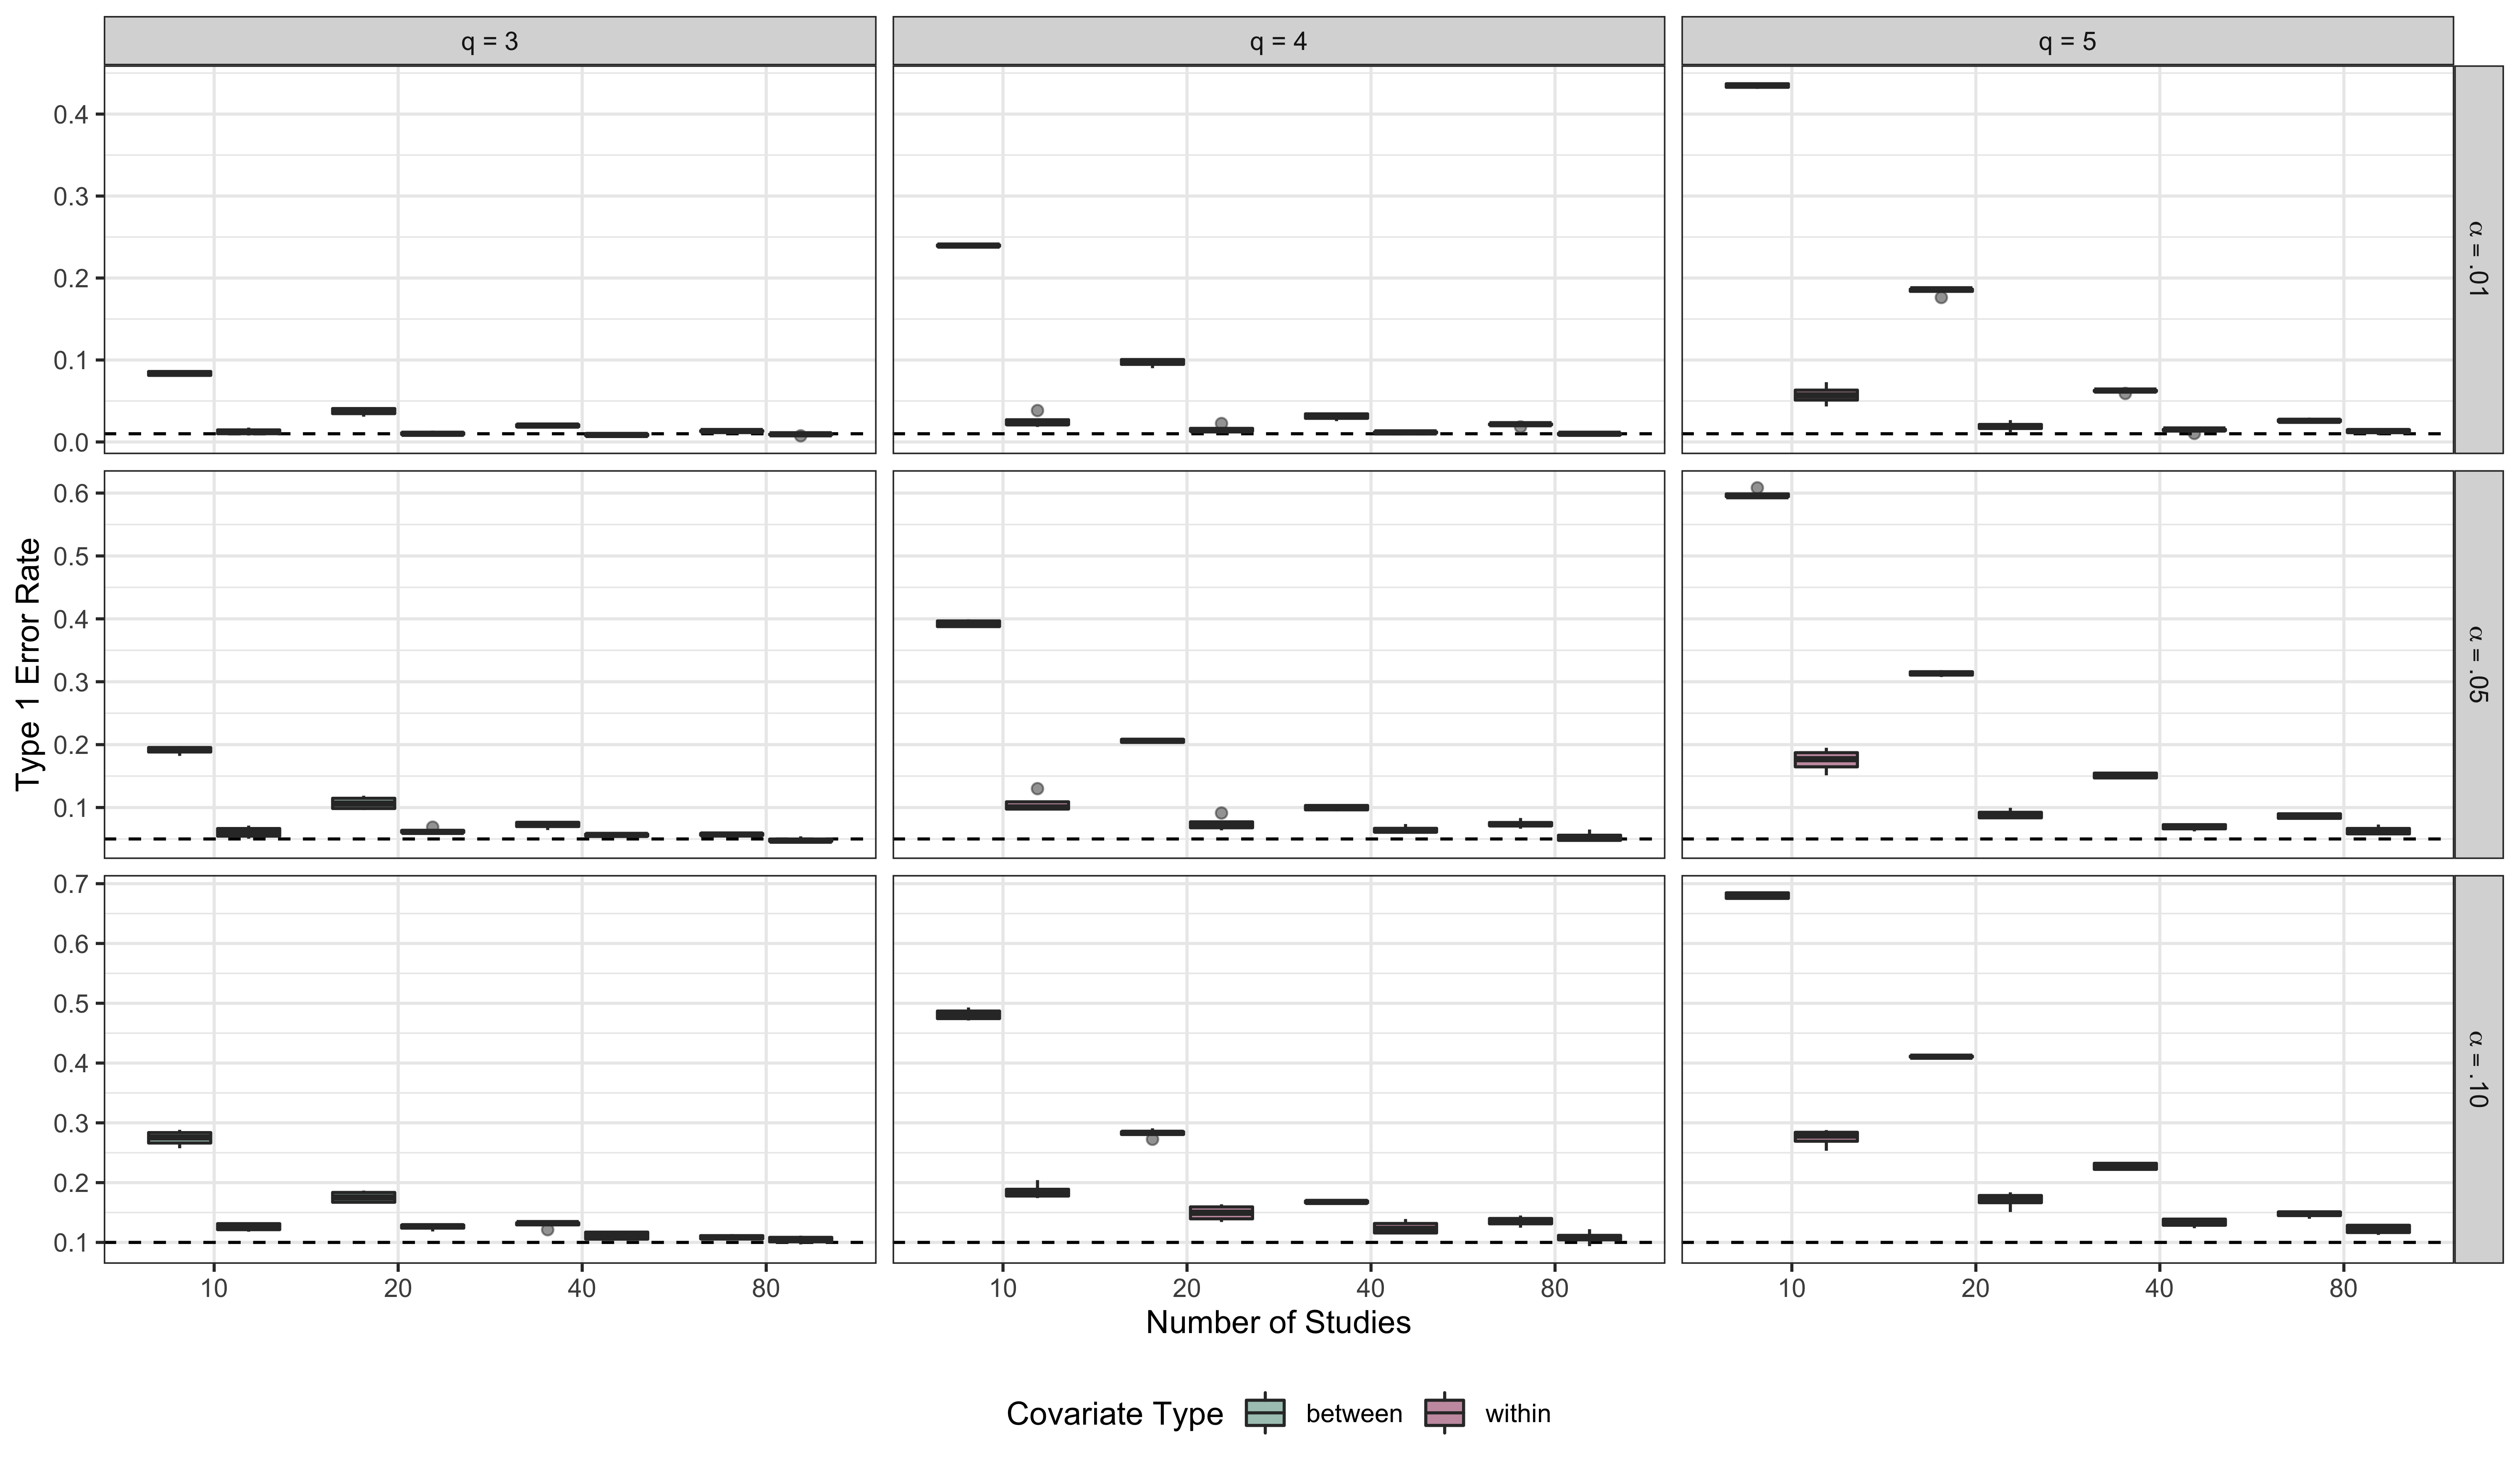 q = 3 q = 4 q = 5
Type 1 Error Rate
0.4
0.3
0.2
0.1
0.0
α = .01
0.6
0.5
0.4
0.3
0.2
0.1
α = .05
0.7
0.6
0.5
0.4
0.3
0.2
0.1
α = .10
10 20 40 80 10 20 40 80 10 20 40 80
Number of Studies
Covariate Type between within